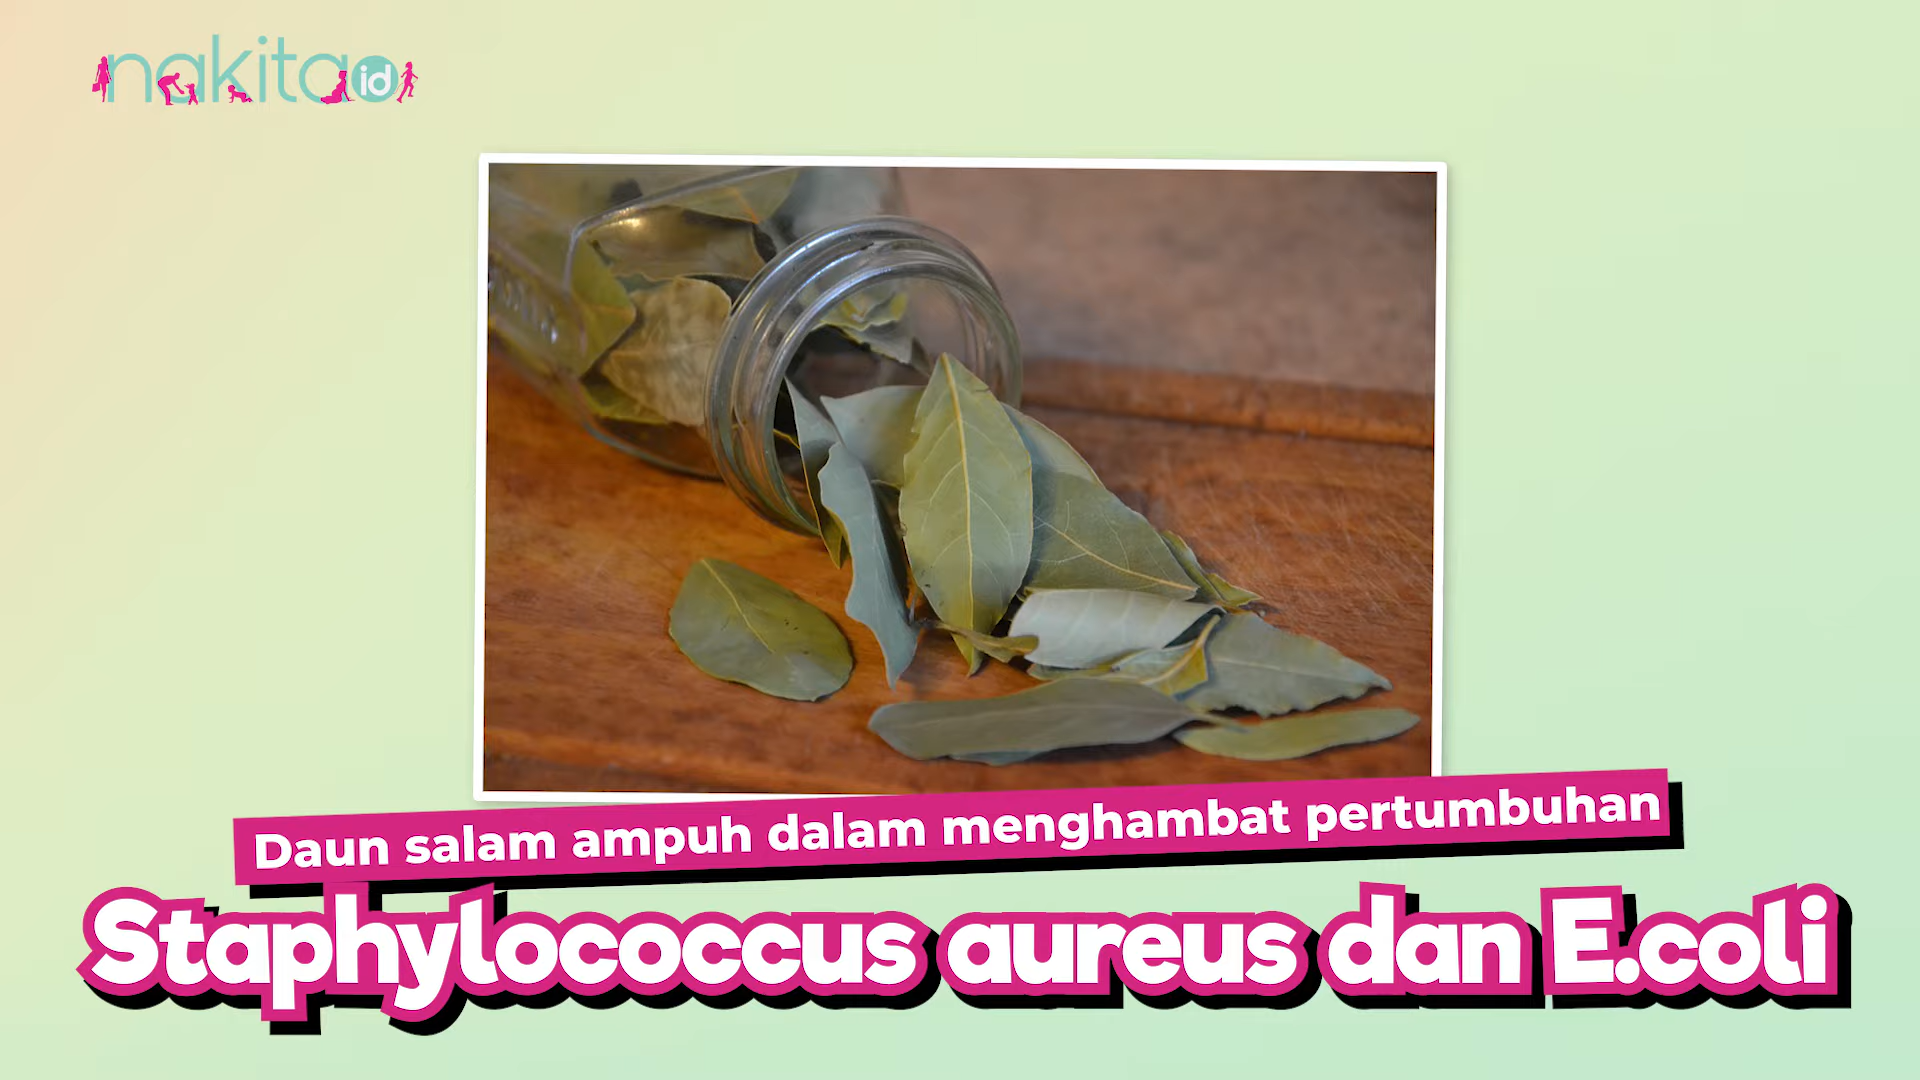 nakita id
Daun salam ampuh dalam menghambat pertumbuhan
Staphylococcus aureus dan E.coli